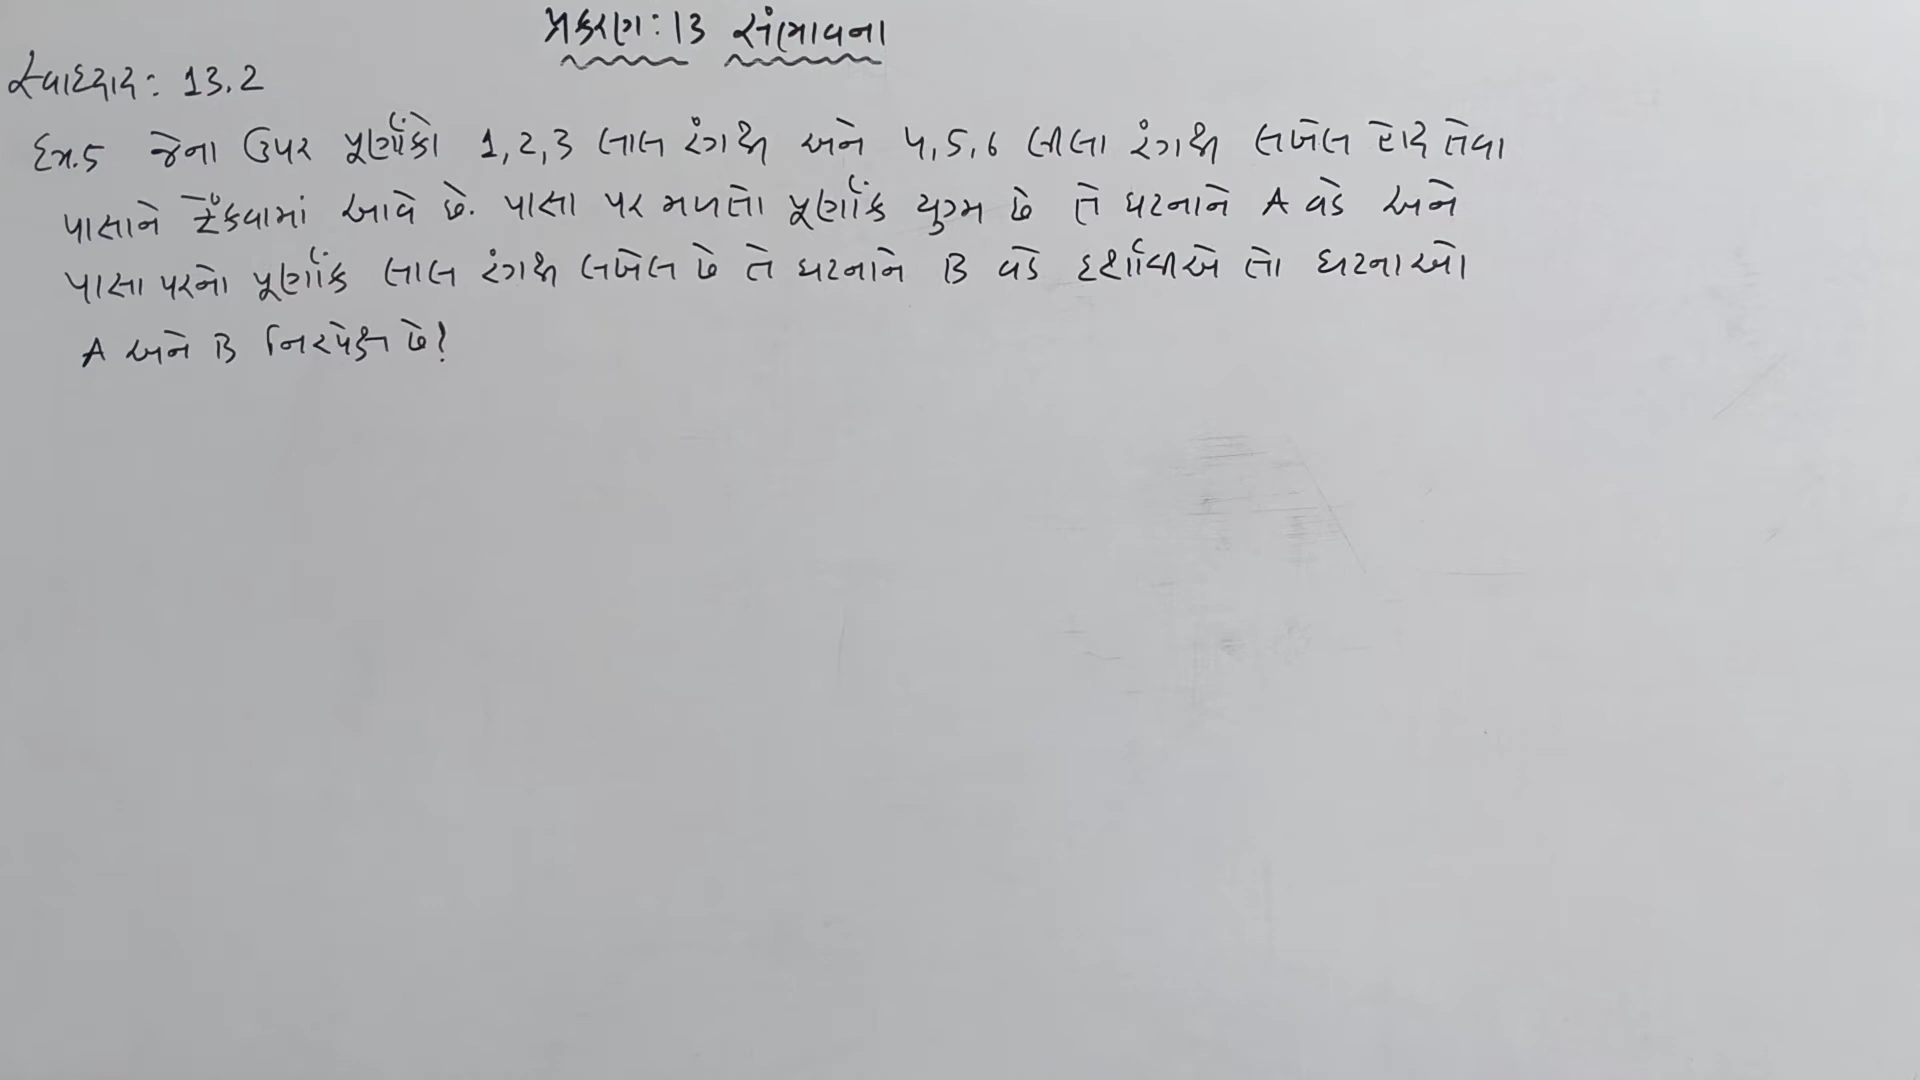 પ્રકરણ: 13 સંભાવના
સ્વાધ્યાય: 13.2
Ex.5 જેના ઉપર પૂર્ણાંકો 1,2,3 લાલ રંગથી અને 4,5,6 લીલા રંગથી લખેલ હોય તેવા
પાસાને ફેંકવામાં આવે છે. પાસા પર મળતો પૂર્ણાંક યુગ્મ છે તે ઘટનાને A વડે અને
પાસા પરનો પૂર્ણાંક લાલ રંગથી લખેલ છે તે ઘટનાને B વડે દર્શાવીએ તો ઘટનાઓ
A અને B નિરપેક્ષ છે?